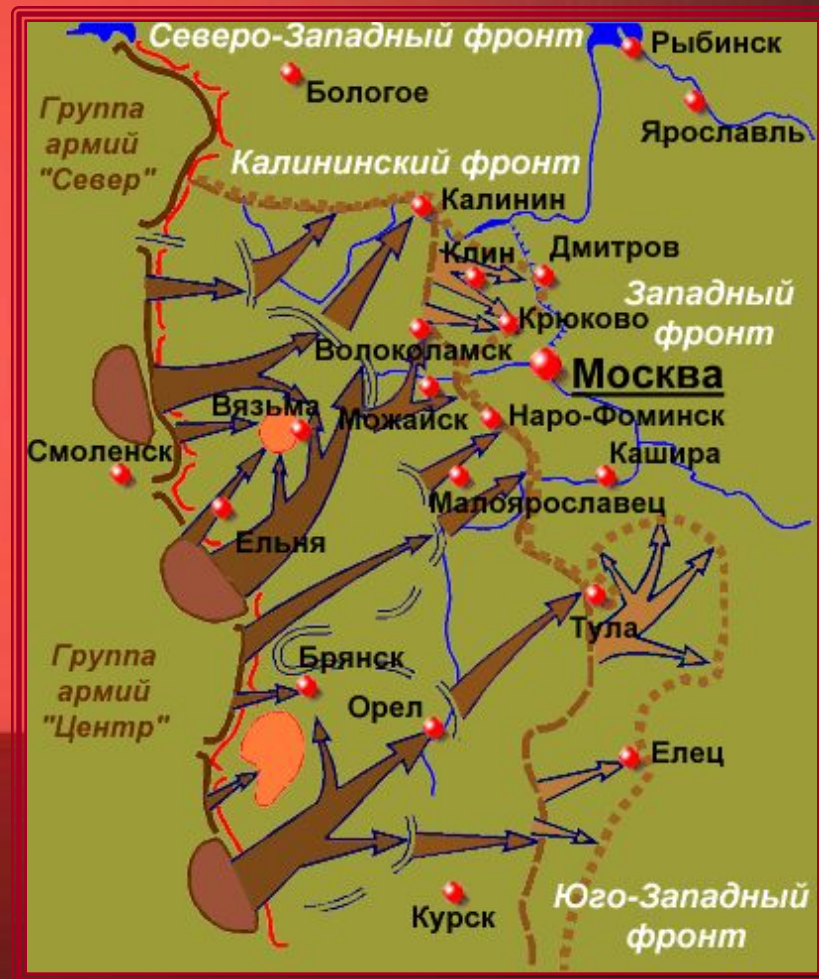 Северо-Западный фронт
Рыбинск
Бологое
Группа
армий
"Север"
Ярославль
Калининский фронт
Калинин
Клин
Дмитров
Западный
фронт
Крюково
Волоколамск
Москва
Вязьма
Можайск
Наро-Фоминск
Смоленск
Кашира
Малоярославец
Ельня
Тула
Группа
армий
"Центр"
Брянск
Орел
Елец
Курск
Юго-Западный
фронт